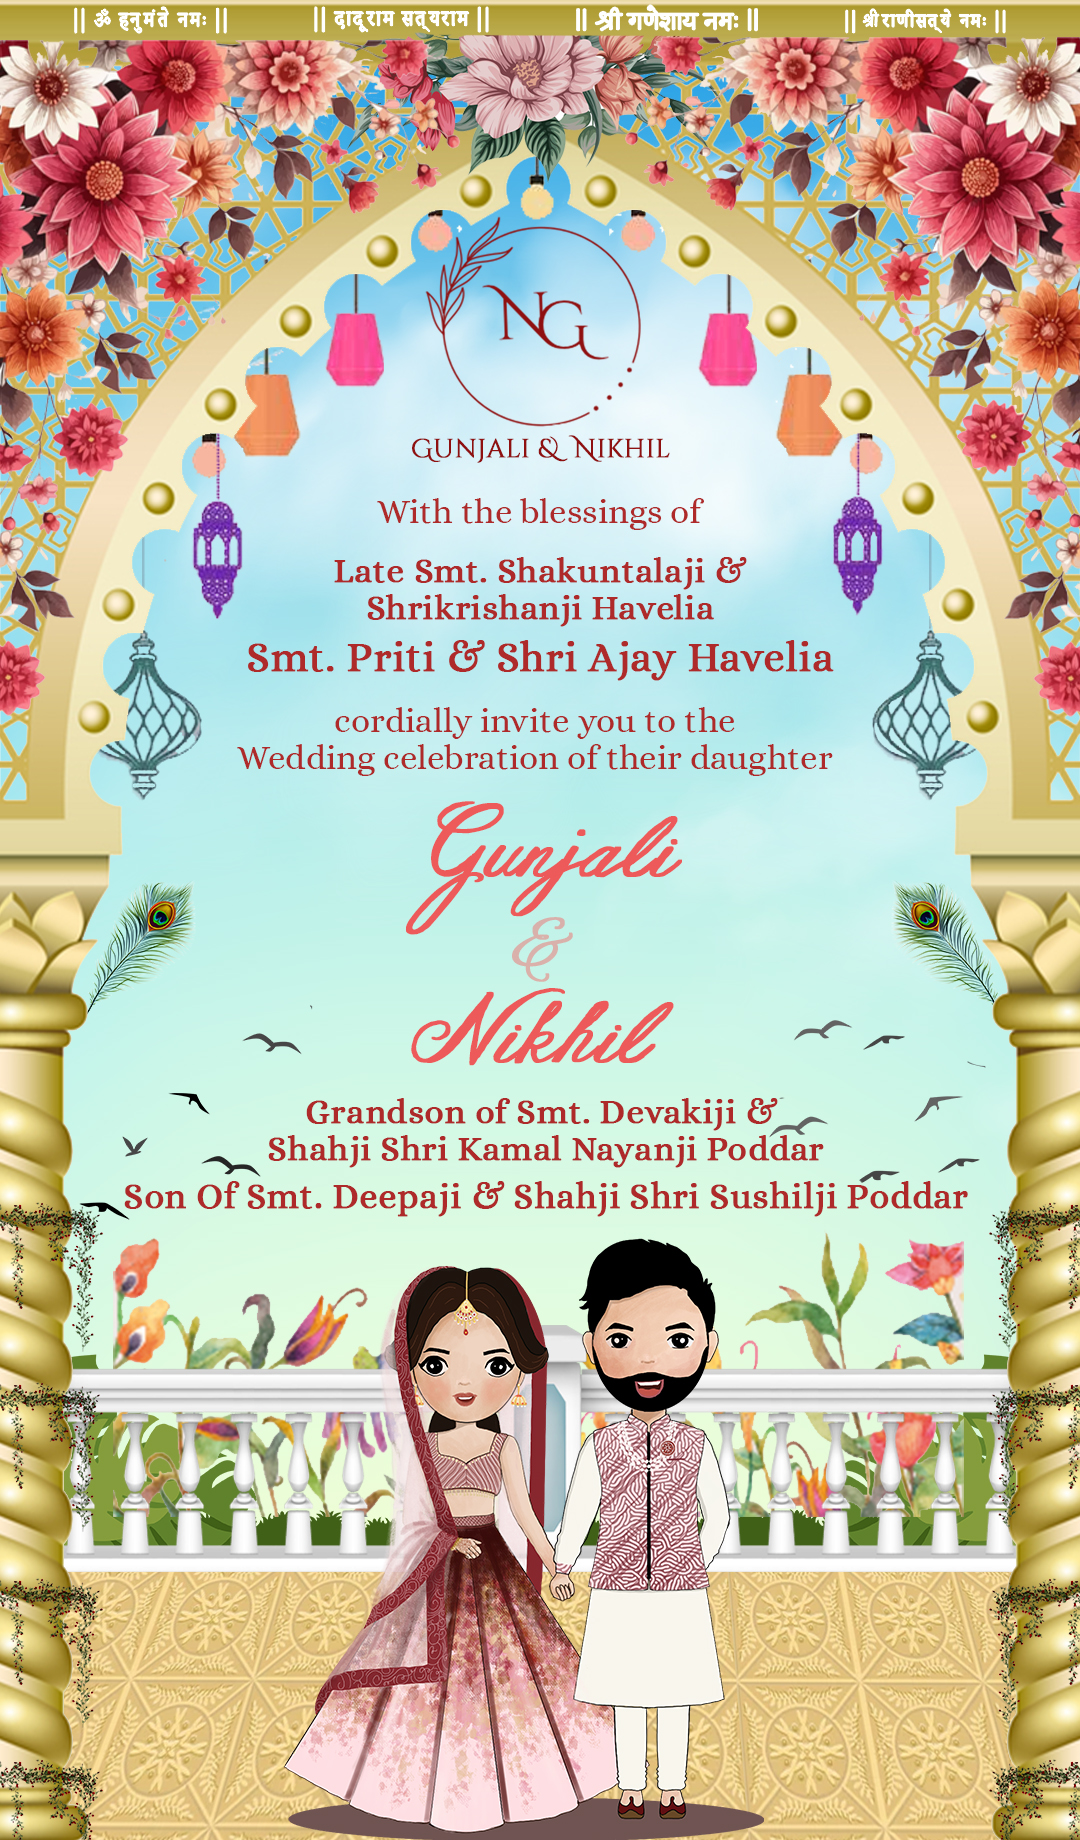 || ॐ हनुमंते नमः || || दादूराम सत्यराम || || श्री गणेशाय नमः || || श्री राणीसत्ये नमः ||
NG
GUNJALI & NIKHIL
With the blessings of
Late Smt. Shakuntalaji &
Shrikrishanji Havelia
Smt. Priti & Shri Ajay Havelia
cordially invite you to the
Wedding celebration of their daughter
Gunjali
&
Nikhil
Grandson of Smt. Devakiji &
Shahji Shri Kamal Nayanji Poddar
Son Of Smt. Deepaji & Shahji Shri Sushilji Poddar